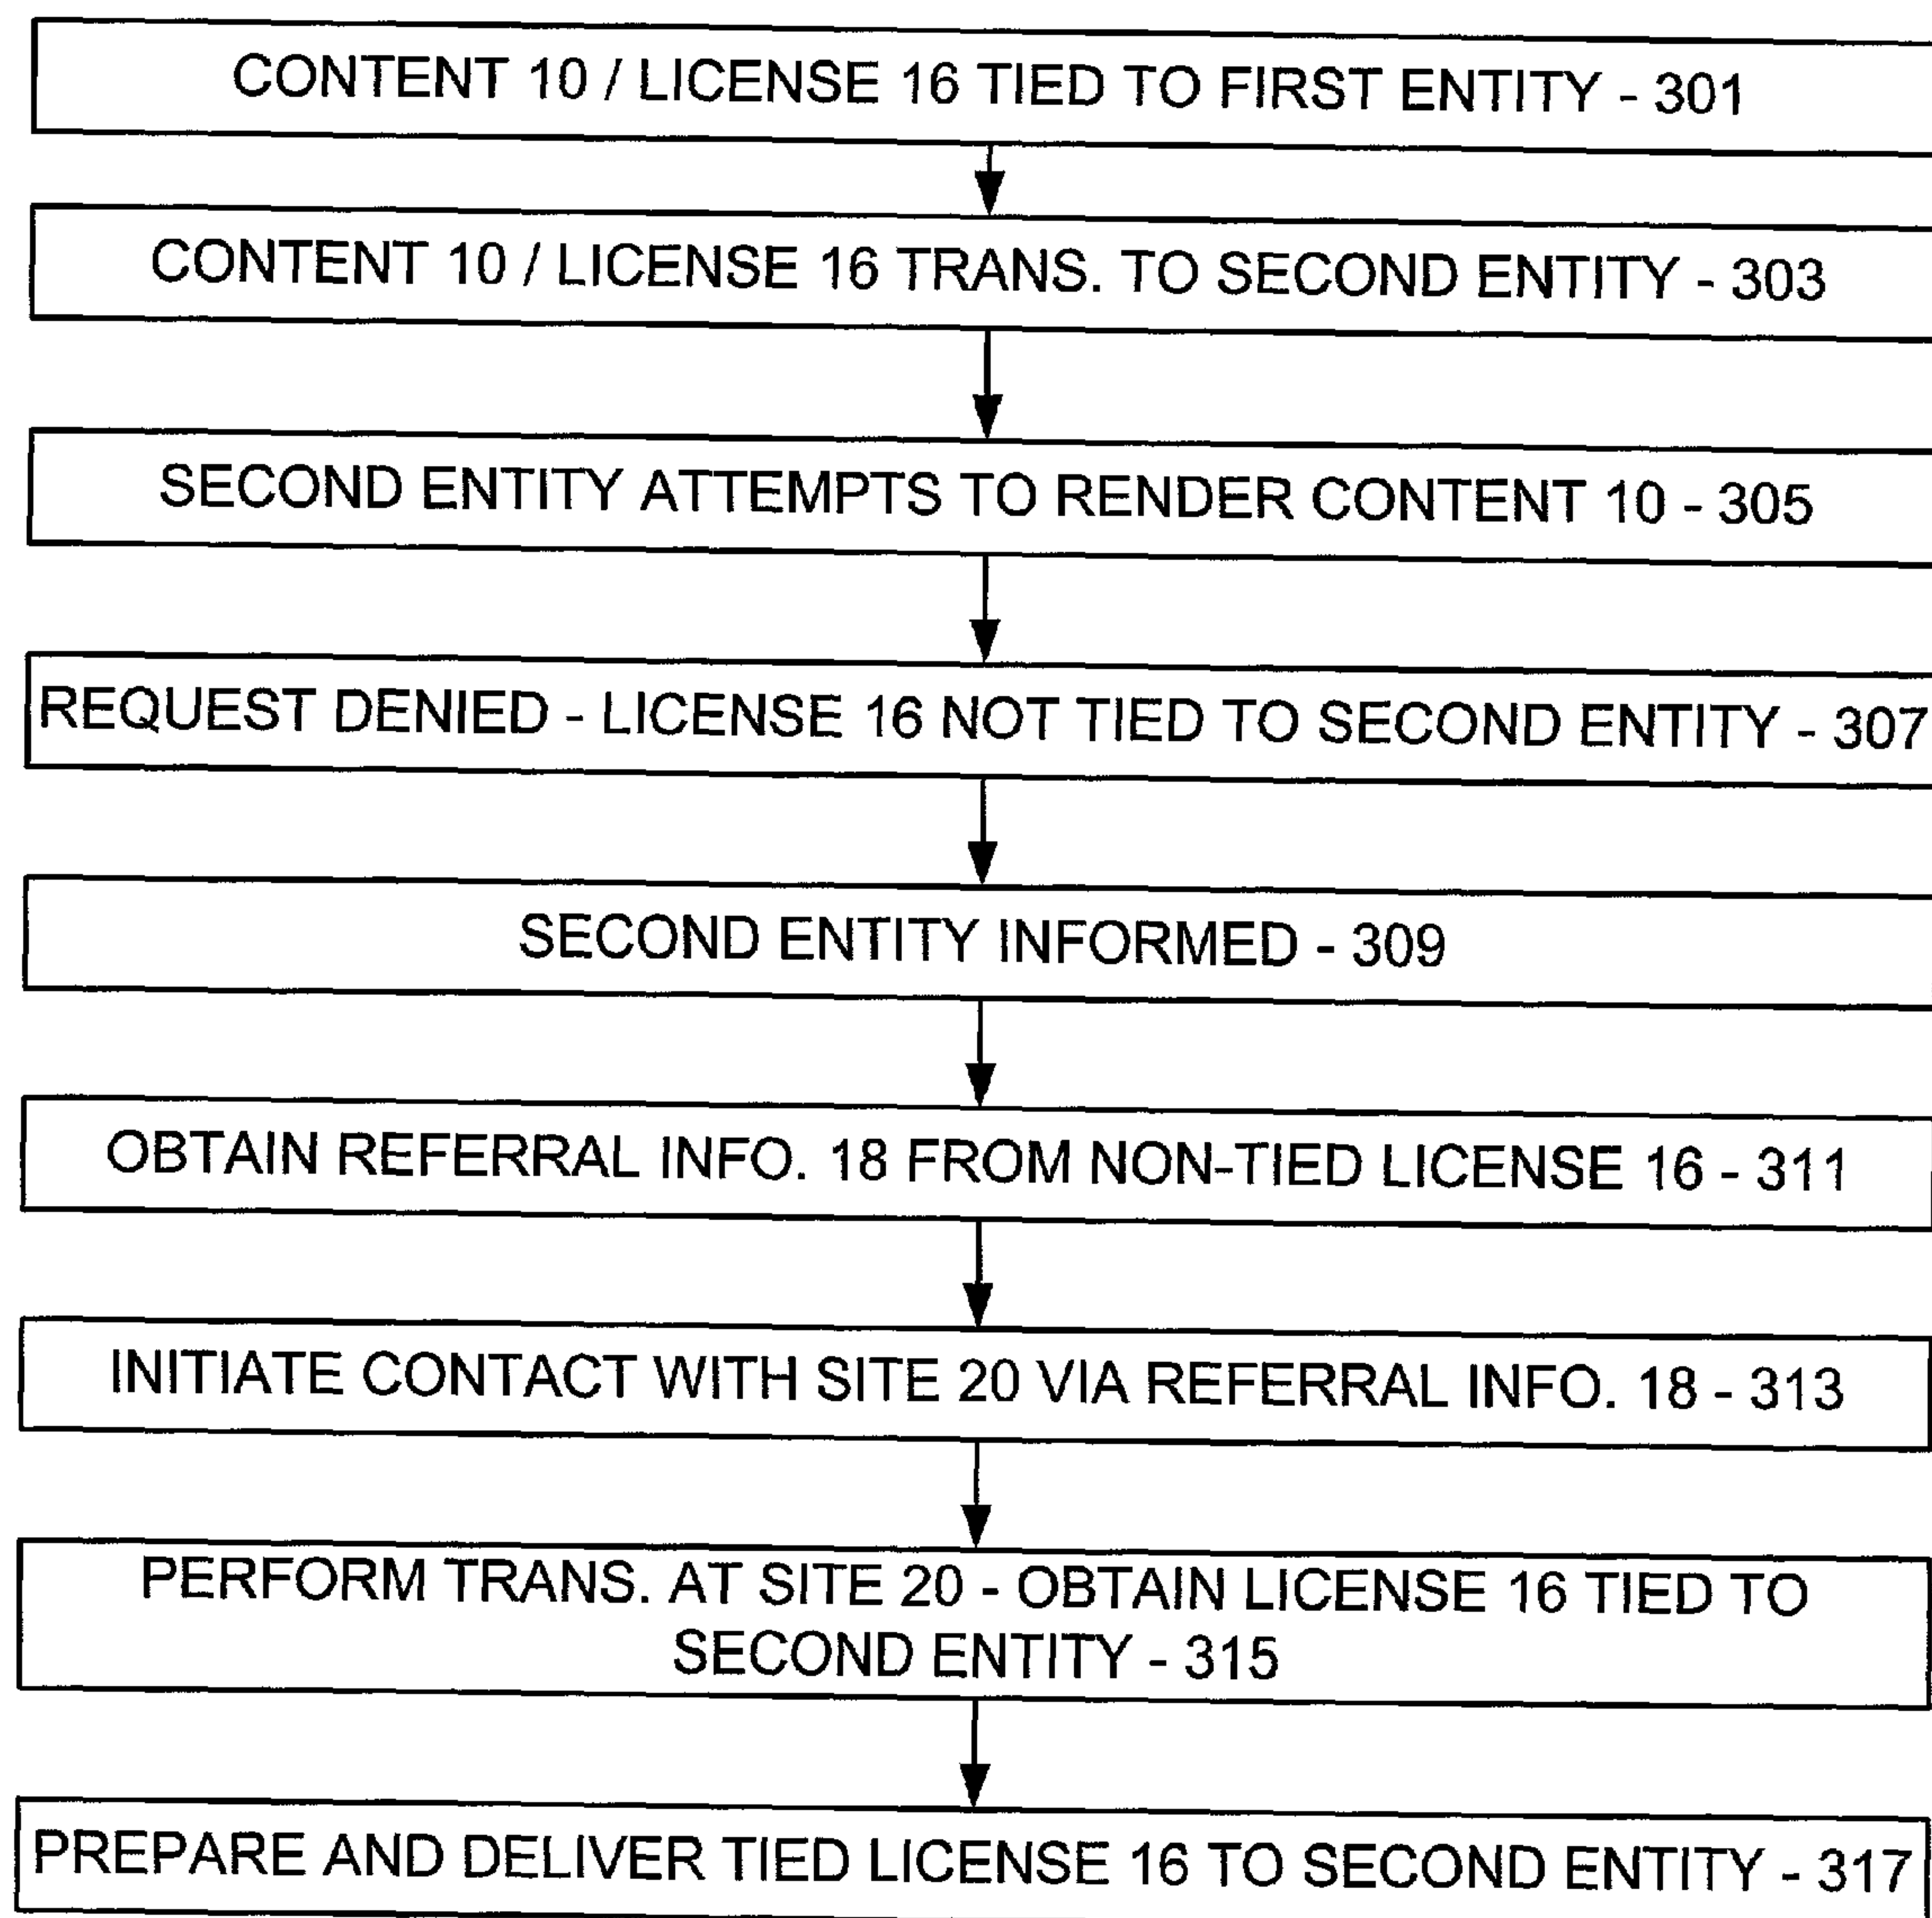 CONTENT 10 / LICENSE 16 TIED TO FIRST ENTITY - 301
CONTENT 10 / LICENSE 16 TRANS. TO SECOND ENTITY - 303
SECOND ENTITY ATTEMPTS TO RENDER CONTENT 10 - 305
REQUEST DENIED - LICENSE 16 NOT TIED TO SECOND ENTITY - 307
SECOND ENTITY INFORMED - 309
OBTAIN REFERRAL INFO. 18 FROM NON-TIED LICENSE 16 - 311
INITIATE CONTACT WITH SITE 20 VIA REFERRAL INFO. 18 - 313
PERFORM TRANS. AT SITE 20 - OBTAIN LICENSE 16 TIED TO
SECOND ENTITY - 315
PREPARE AND DELIVER TIED LICENSE 16 TO SECOND ENTITY - 317